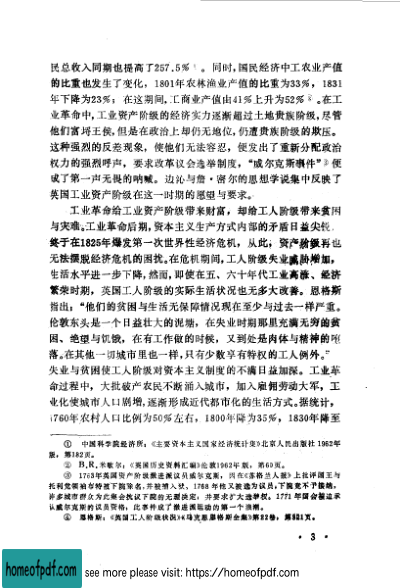 民总收入同期也提高了257.5%①。同时，国民经济中工农业产值
的比重也发生了变化，1801年农林渔业产值的比重为33%，1831
年下降为23%；在这期间，工商业产值由41%上升为52%②。在工
业革命中，工业资产阶级的经济实力逐渐超过土地贵族阶级，尽管
他们富埒王侯，但是在政治上却仍无地位，仍遭贵族阶级的欺压。
这种强烈的反差现象，使他们无法容忍，便发出了重新分配政治
权力的强烈呼声，要求改革议会选举制度，“威尔克斯事件”③便
成了第一声无畏的呐喊。边沁与詹·密尔的思想学说集中反映了
英国工业资产阶级在这一时期的愿望与要求。
工业革命给工业资产阶级带来财富，却给工人阶级带来贫困
与灾难。工业革命后期，资本主义生产方式内部的矛盾日益尖锐，
终于在1825年爆发第一次世界性经济危机，从此，资产阶级再也
无法摆脱经济危机的困扰。在危机期间，工人阶级失业威胁增加，
生活水平进一步下降，然而，即使在五、六十年代工业高涨、经济
繁荣时期，英国工人阶级的实际生活状况也无多大改善。恩格斯
指出：“他们的贫困与生活无保障情况现在至少与过去一样严重。
伦敦东头是一个日益壮大的泥塘，在失业时期那里充满无穷的贫
困、绝望与饥饿，在有工作做的时候，又到处是肉体与精神的堕
落。在其他一切城市里也一样，只有少数享有特权的工人例外。”
失业与贫困使工人阶级对资本主义制度的不满日益加深。工业革
命过程中，大批破产农民不断涌入城市，加入雇佣劳动大军，工
业化使城市人口剧增，逐渐形成近代都市化的生活方式。据统计，
1760年农村人口比例为50%左右，1800年降为35%，1830年降至
① 中国科学院经济所：《主要资本主义国家经济统计集》北京人民出版社1962年
版，第182页。
② B.R.米歇尔：《英国历史资料汇编》伦敦1962年版，第60页。
③ 1763年英国资产阶级激进派议员威尔克斯，因在《苏格兰人报》上批评国王与
托利党领袖布特被下院除名，并被捕入狱，1768年他又被选为议员，下院竟不予接纳，
许多城市群众为此集会抗议下院的无理决定，并要求扩大选举权。1771年国会被迫承
认威尔克斯的议员资格，此事件成了推进派运动的第一个浪潮。
④ 恩格斯：《英国工人阶级状况》《马克思恩格斯全集》第22卷，第321页。
· 3 ·
homeofpdf.com
see more please visit: https://homeofpdf.com